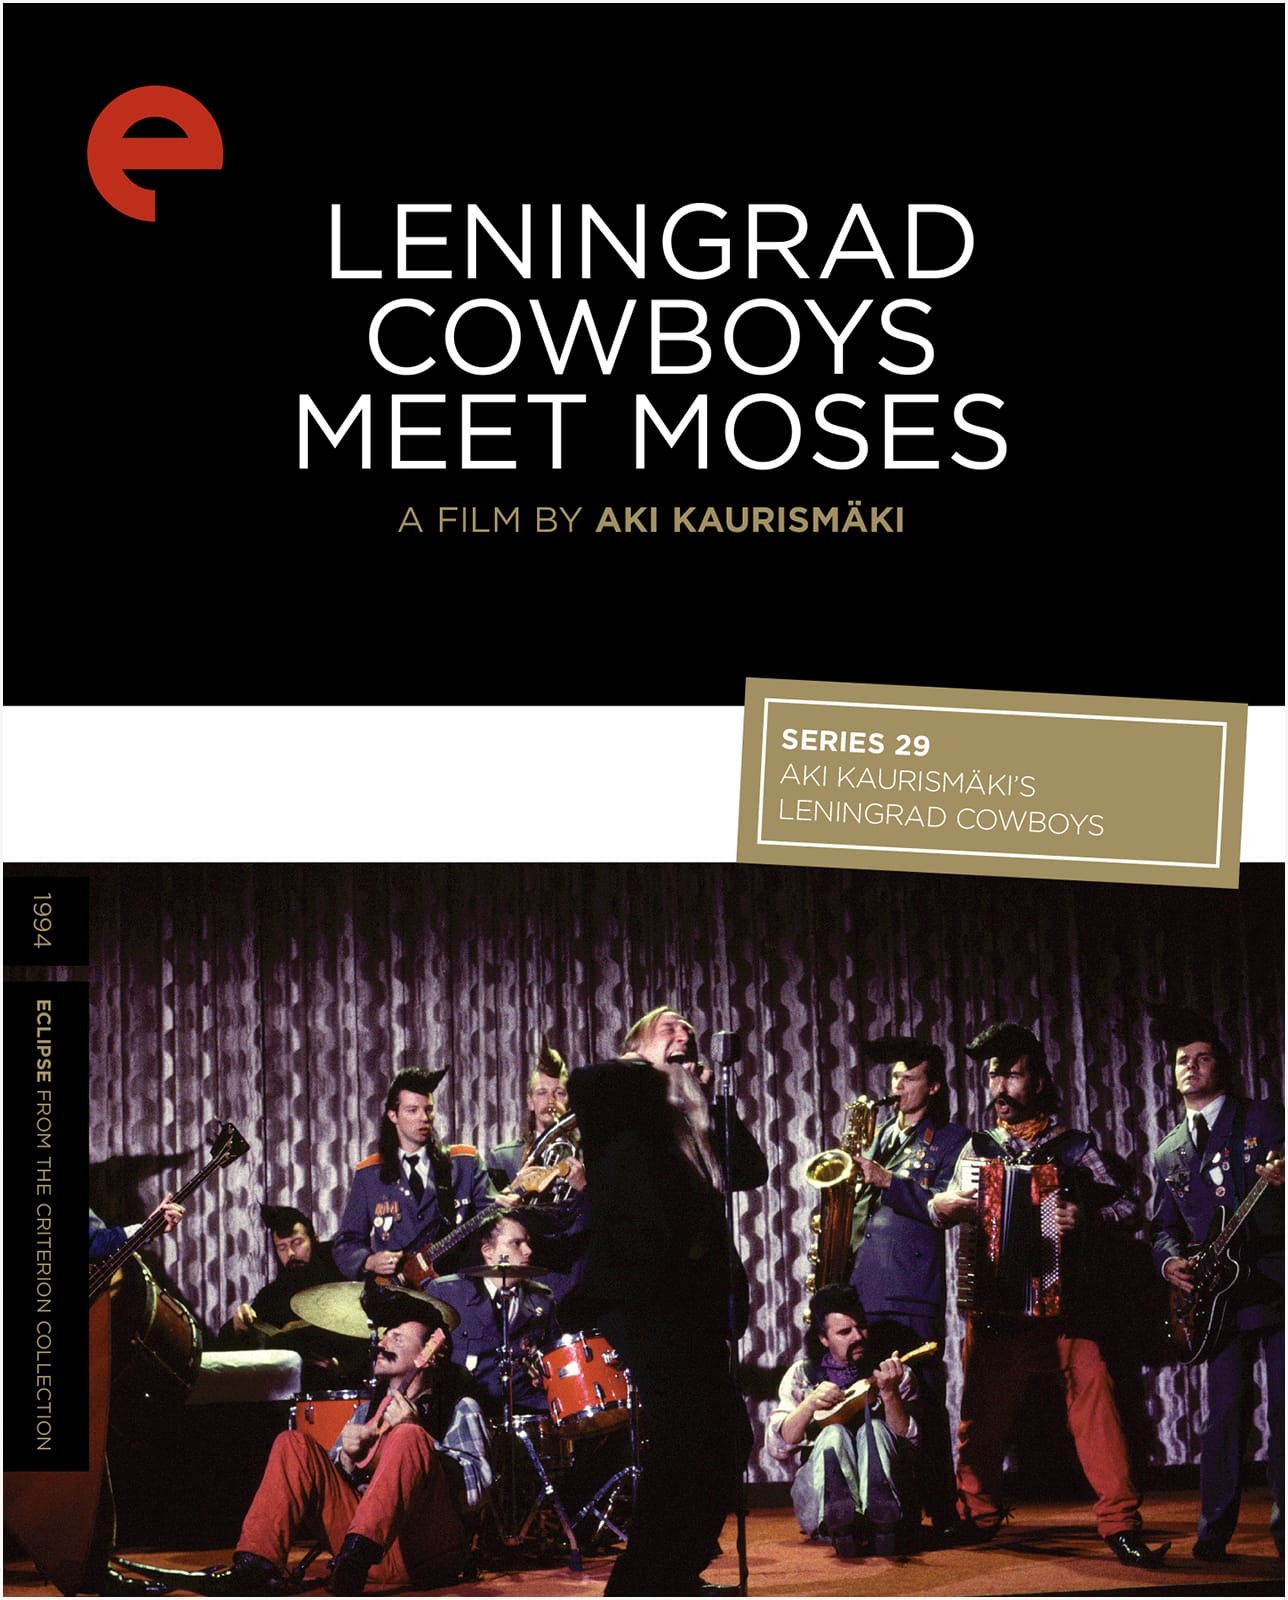 e
LENINGRAD
COWBOYS
MEET MOSES
A FILM BY AKI KAURISMÄKI
SERIES 29
AKI KAURISMÄKI'S
LENINGRAD COWBOYS
1994
ECLIPSE FROM THE CRITERION COLLECTION